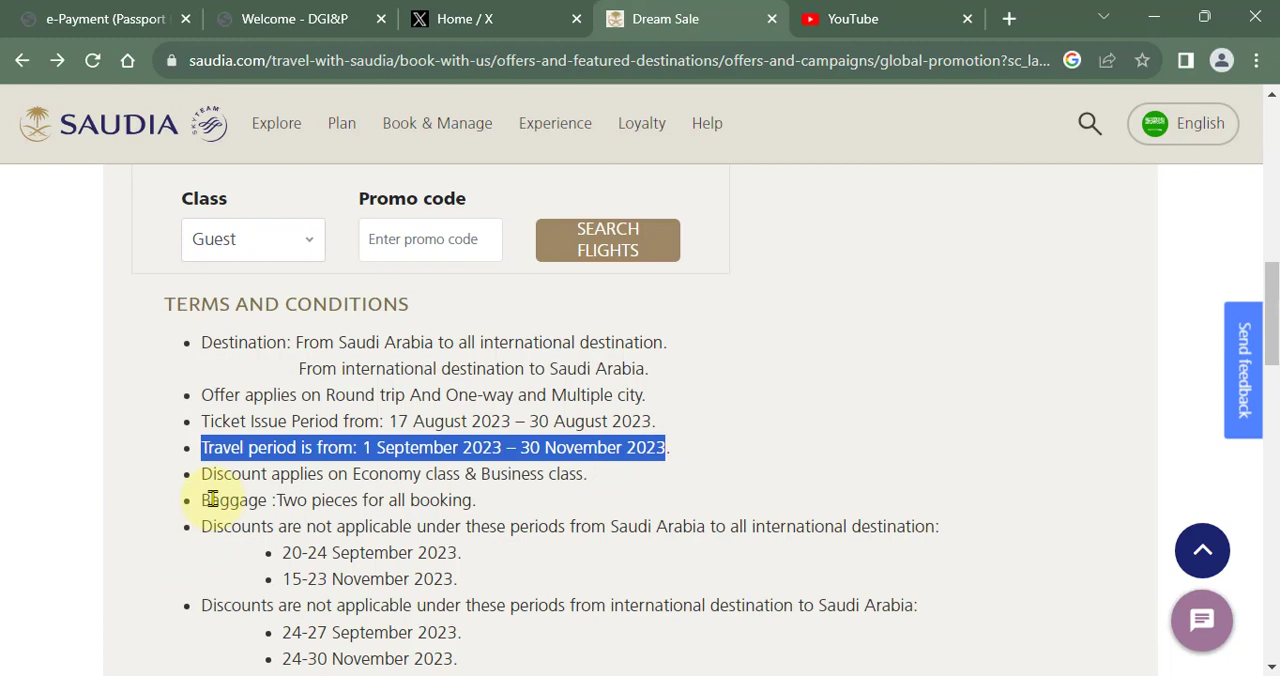 e-Payment (Passport
Welcome - DGI&P
Home / X
Dream Sale
YouTube
saudia.com/travel-with-saudia/book-with-us/offers-and-featured-destinations/offers-and-campaigns/global-promotion?sc_la...
SAUDIA
SKYTEAM
Explore
Plan
Book & Manage
Experience
Loyalty
Help
English
Class
Promo code
Guest
Enter promo code
SEARCH
FLIGHTS
TERMS AND CONDITIONS
Destination: From Saudi Arabia to all international destination.
From international destination to Saudi Arabia.
Offer applies on Round trip And One-way and Multiple city.
Ticket Issue Period from: 17 August 2023 – 30 August 2023.
Travel period is from: 1 September 2023 – 30 November 2023.
Discount applies on Economy class & Business class.
Baggage :Two pieces for all booking.
Discounts are not applicable under these periods from Saudi Arabia to all international destination:
20-24 September 2023.
15-23 November 2023.
Discounts are not applicable under these periods from international destination to Saudi Arabia:
24-27 September 2023.
24-30 November 2023.
Send feedback